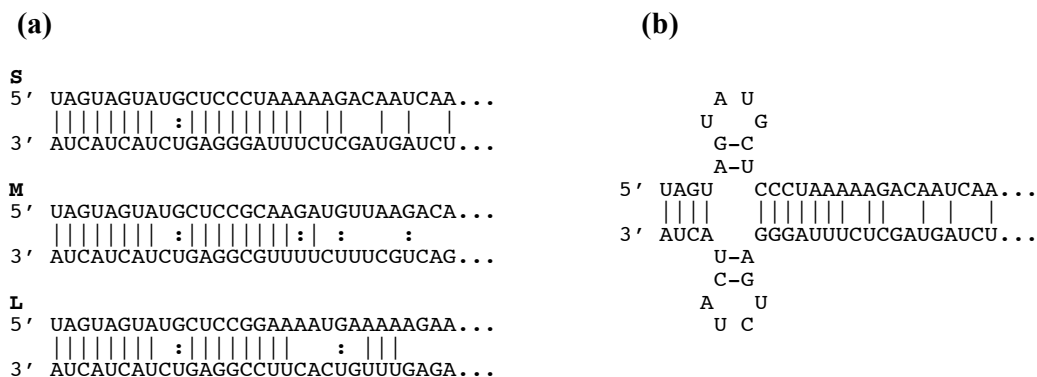 (a)
S
5′ UAGUAGUAUGCUCCCUAAAAAGACAAUCAA...
|||||||| :|||||||||| || | | |
3′ AUCAUCAUCUGAGGGAUUUCUCGAUGAUCU...
M
5′ UAGUAGUAUGCUCCGCAAGAUGUUAAGACA...
|||||||| :||||||||:| : :
3′ AUCAUCAUCUGAGGCGUUUUCUUUCGUCAG...
L
5′ UAGUAGUAUGCUCCGGAAAAUGAAAAAGAA...
|||||||| :|||||||| : |||
3′ AUCAUCAUCUGAGGCCUUCACUGUUUGAGA...
(b)
A U
U G
G–C
A–U
5′ UAGU CCCUAAAAAGACAAUCAA...
|||| ||||||| || | | |
3′ AUCA GGGAUUUCUCGAUGAUCU...
U–A
C–G
A U
U C